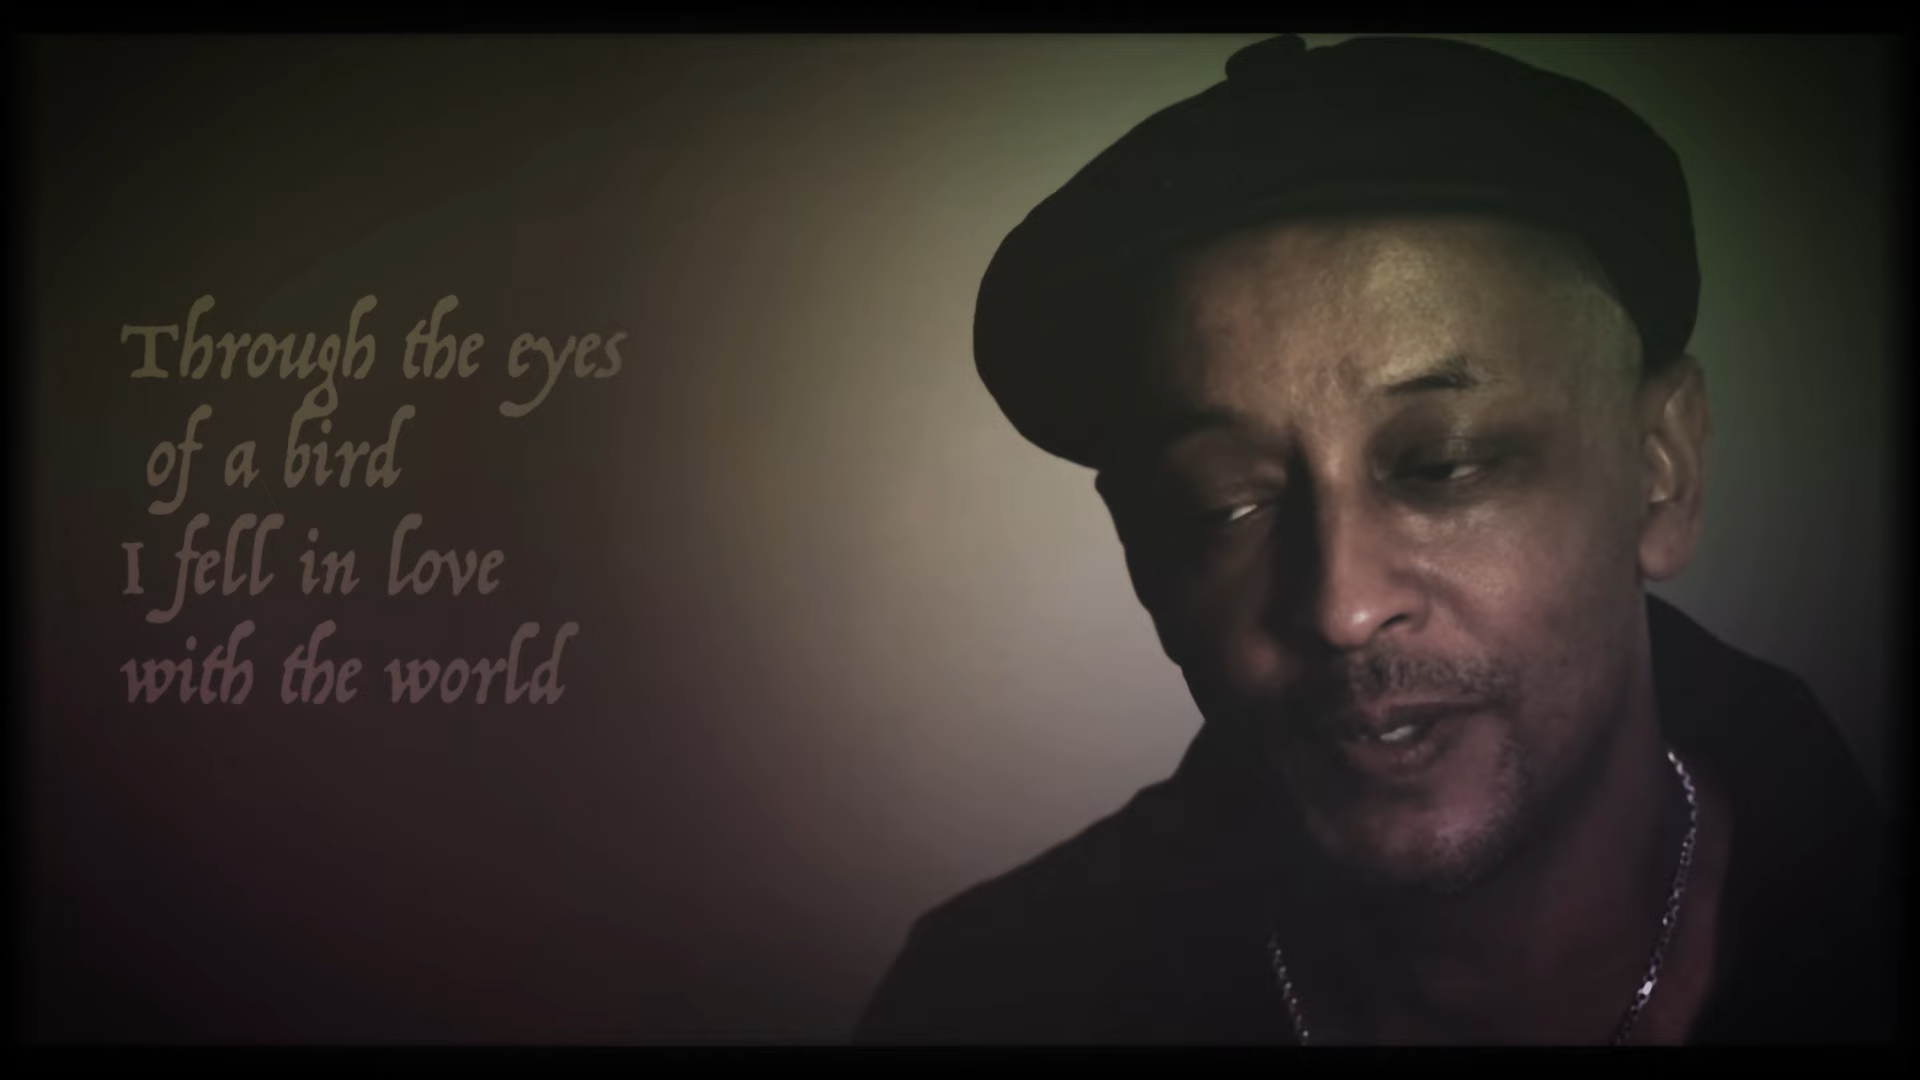 Through the eyes
of a bird
I fell in love
with the world